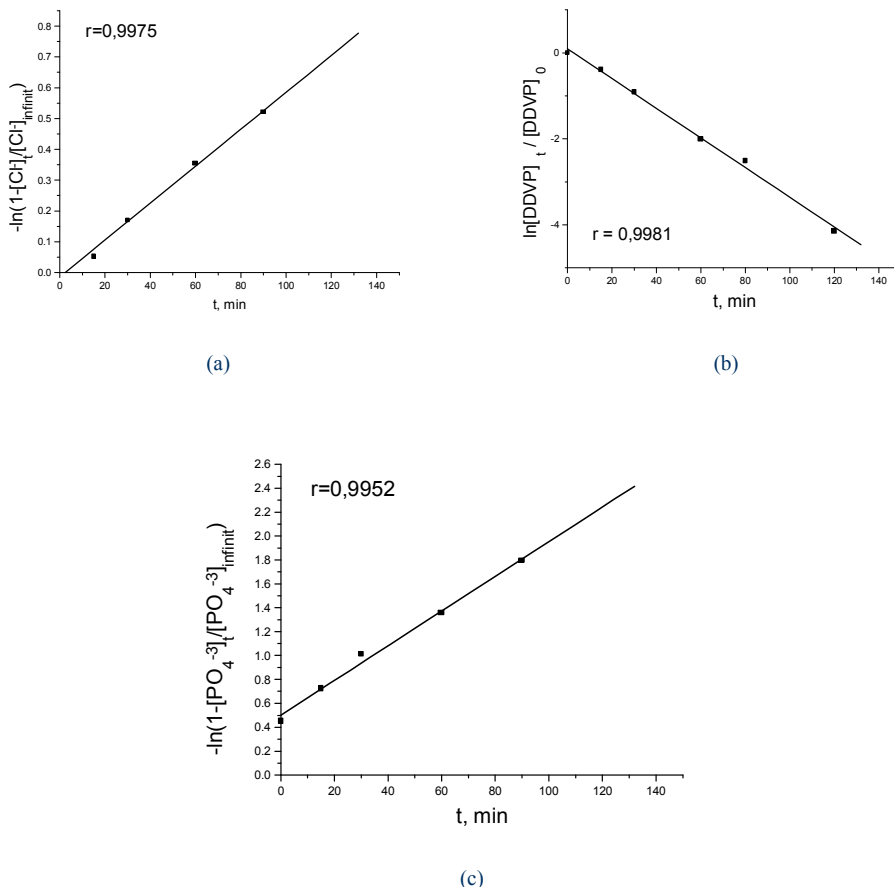 r=0,9975
-ln(1-[Cl-]t/[Cl-]infinit)
0.8
0.7
0.6
0.5
0.4
0.3
0.2
0.1
0.0
0 20 40 60 80 100 120 140
t, min
(a)
ln[DDVP] t / [DDVP] 0
0
-2
-4
r = 0,9981
0 20 40 60 80 100 120 140
t, min
(b)
r=0,9952
-ln(1-[PO4-3]t/[PO4-3]infinit)
2.6
2.4
2.2
2.0
1.8
1.6
1.4
1.2
1.0
0.8
0.6
0.4
0.2
0.0
0 20 40 60 80 100 120 140
t, min
(c)